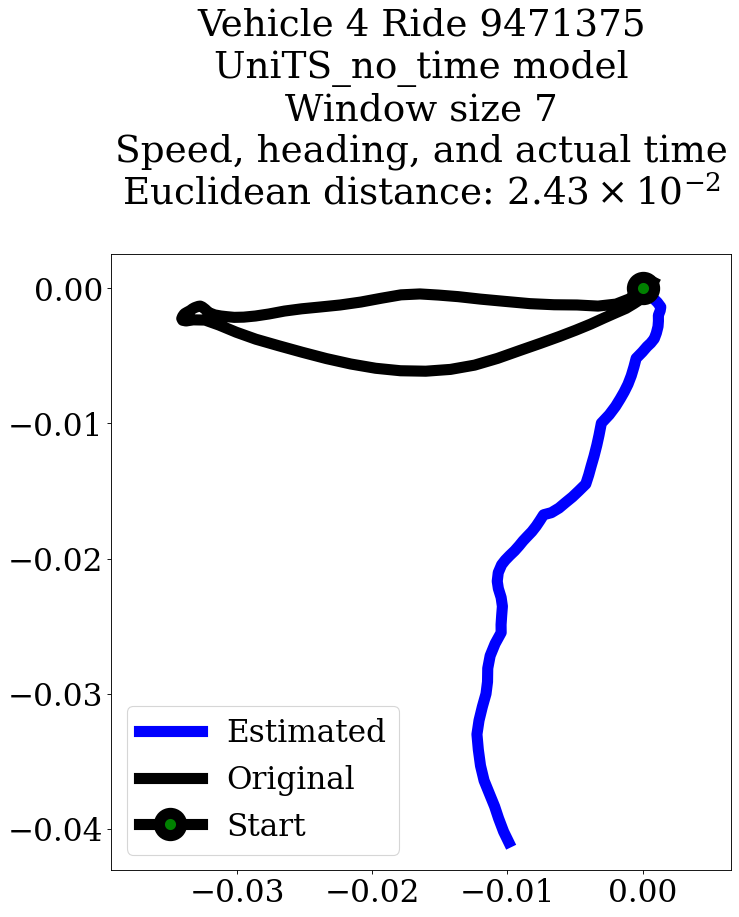 Vehicle 4 Ride 9471375
UniTS_no_time model
Window size 7
Speed, heading, and actual time
Euclidean distance: 2.43 × 10⁻²
0.00
−0.01
−0.02
−0.03
−0.04
Estimated
Original
Start
−0.03 −0.02 −0.01 0.00